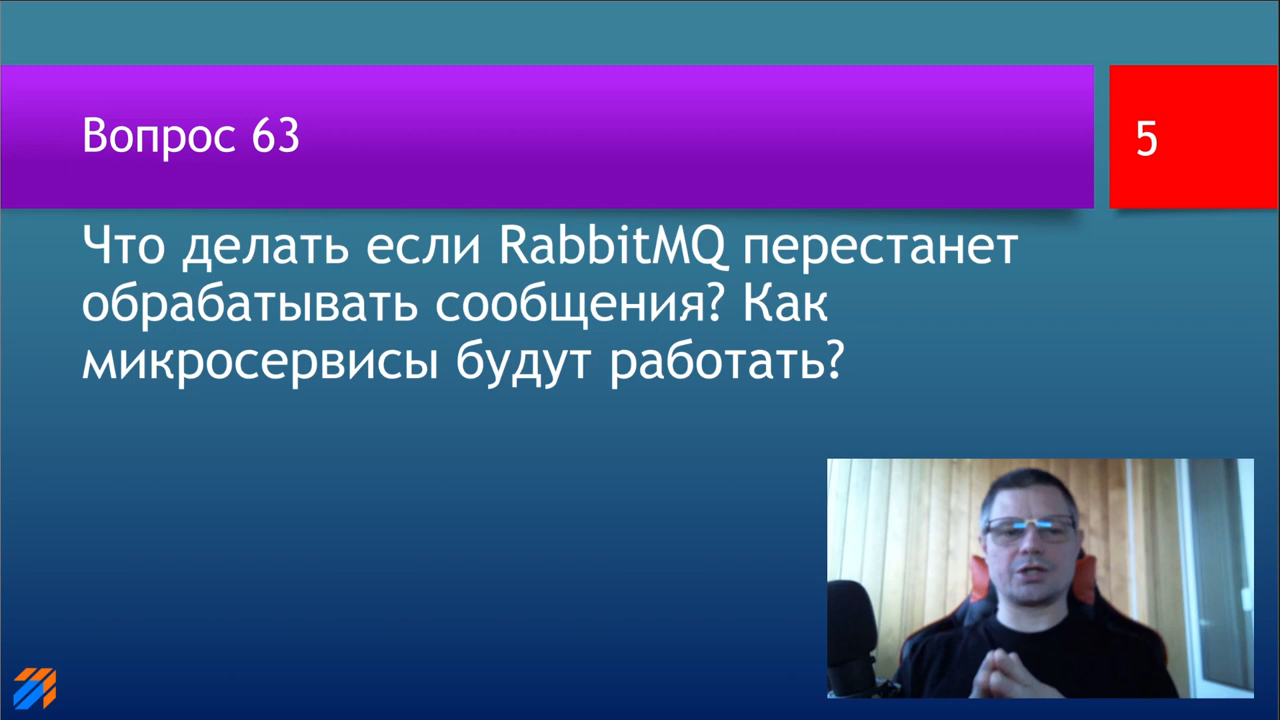 Вопрос 63
5
Что делать если RabbitMQ перестанет
обрабатывать сообщения? Как
микросервисы будут работать?